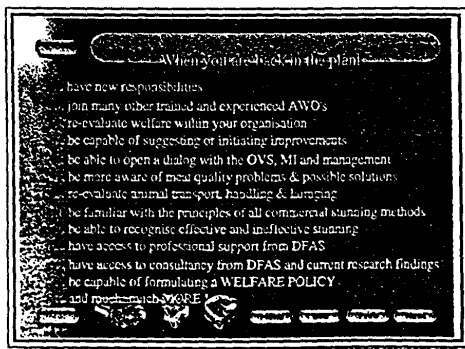 When you are back in the plant
have new responsibilities
join many other trained and experienced AWO's
re-evaluate welfare within your organisation
be capable of suggesting or initiating improvements
be able to open a dialog with the OVS, MI and management
be more aware of meat quality problems & possible solutions
re-evaluate animal transport, handling & lairaging
be familiar with the principles of all commercial stunning methods
be able to recognise effective and ineffective stunning
have access to professional support from DFAS
have access to consultancy from DFAS and current research findings
be capable of formulating a WELFARE POLICY
and much much MORE !